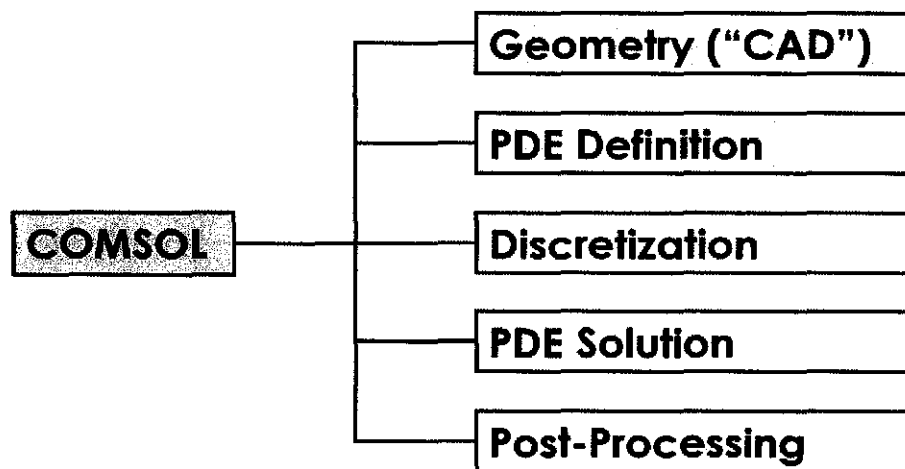 Geometry (“CAD”)
PDE Definition
COMSOL
Discretization
PDE Solution
Post-Processing